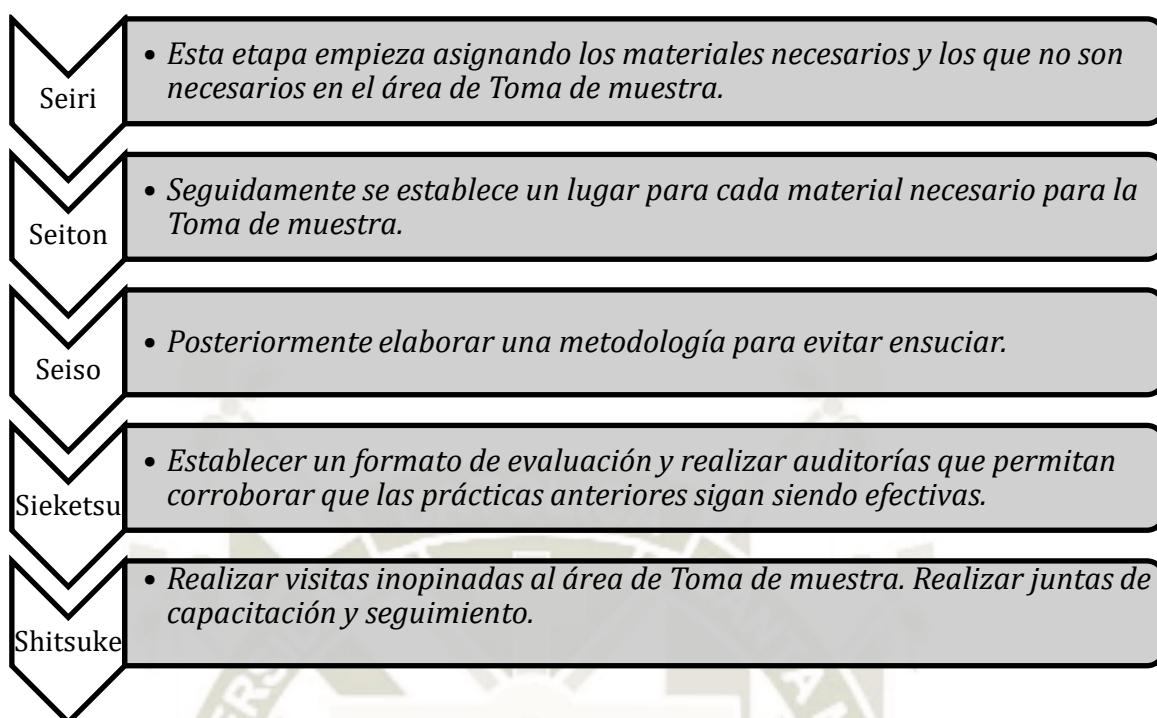 Seiri
• Esta etapa empieza asignando los materiales necesarios y los que no son
necesarios en el área de Toma de muestra.
Seiton
• Seguidamente se establece un lugar para cada material necesario para la
Toma de muestra.
Seiso
• Posteriormente elaborar una metodología para evitar ensuciar.
Sieketsu
• Establecer un formato de evaluación y realizar auditorías que permitan
corroborar que las prácticas anteriores sigan siendo efectivas.
Shitsuke
• Realizar visitas inopinadas al área de Toma de muestra. Realizar juntas de
capacitación y seguimiento.